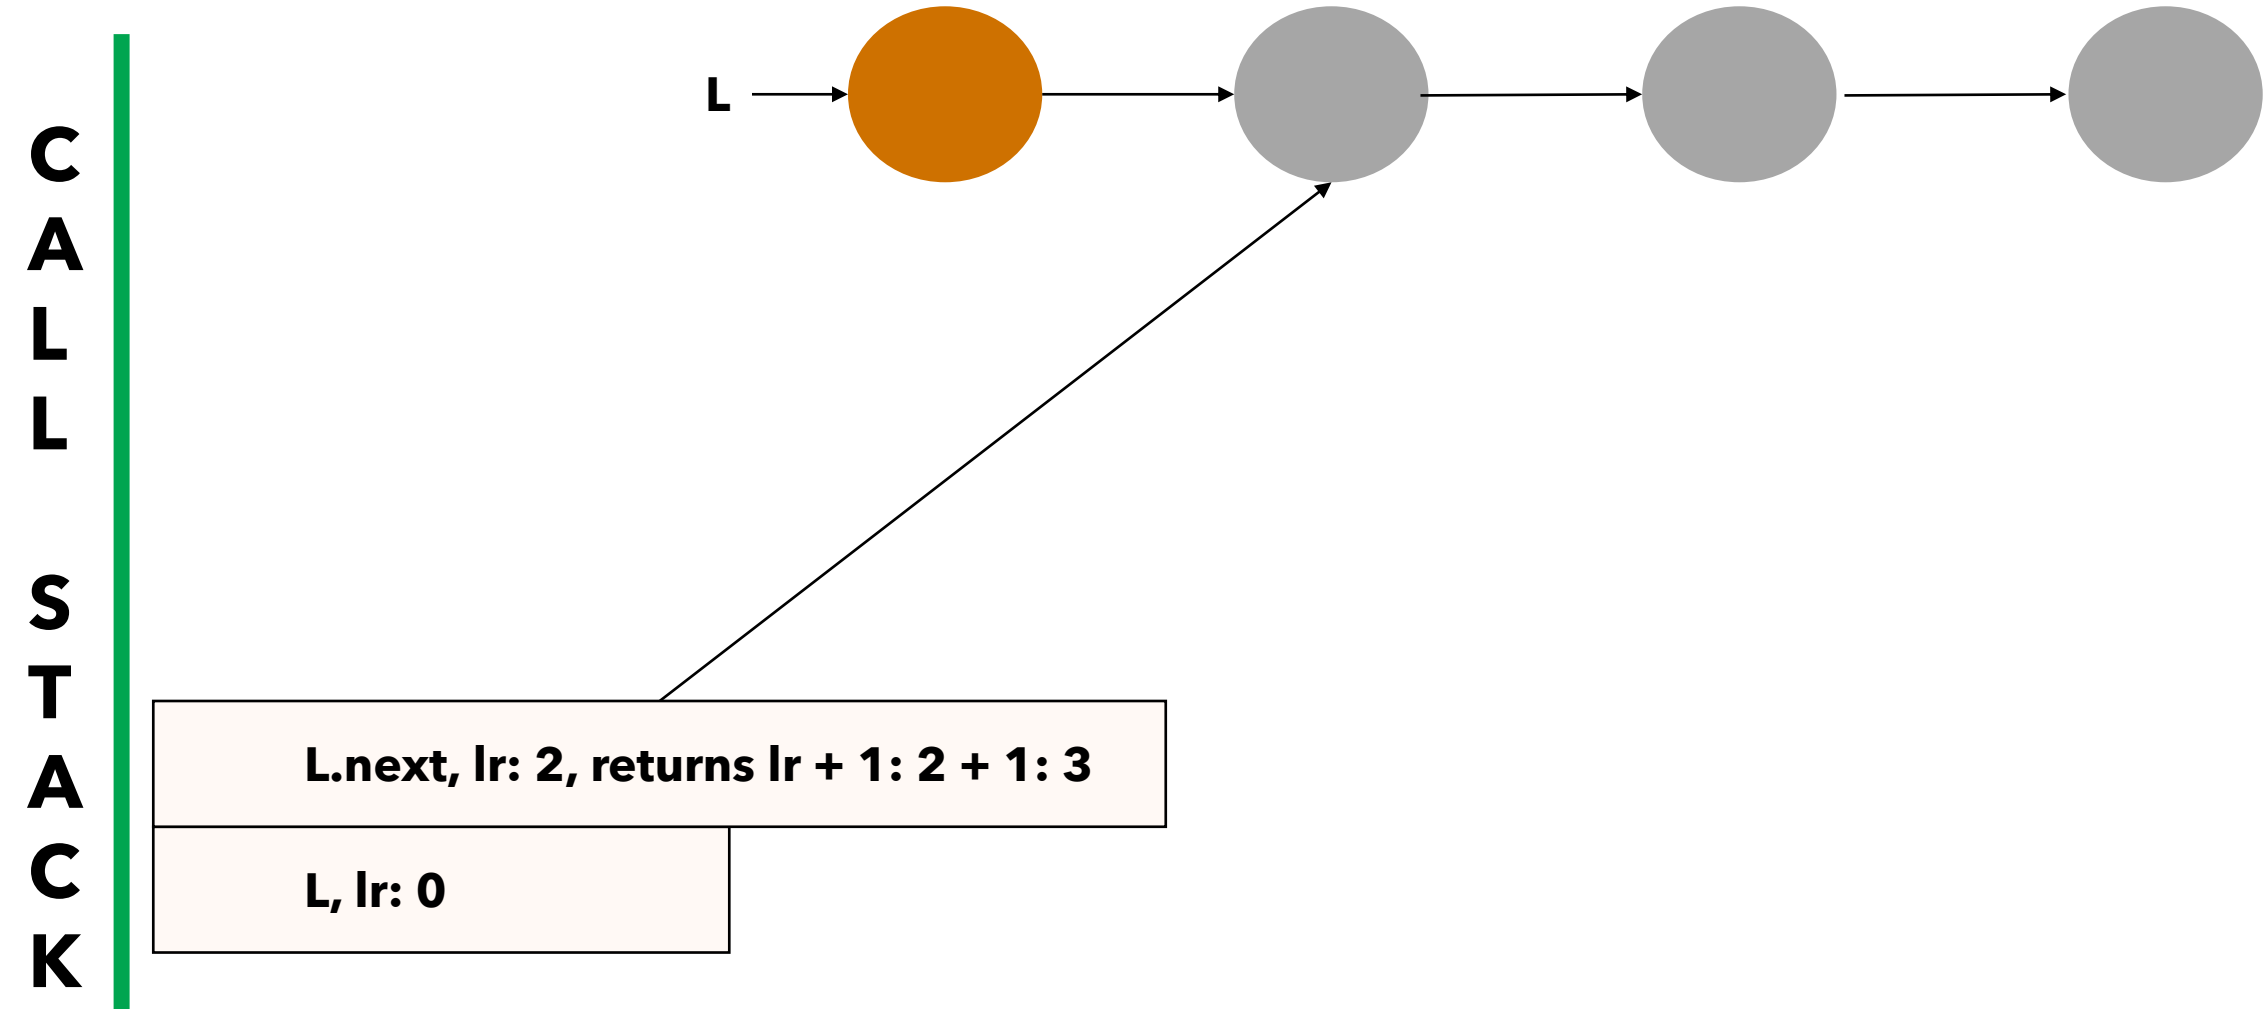 CALL STACK
L
L.next, lr: 2, returns lr + 1: 2 + 1: 3
L, lr: 0